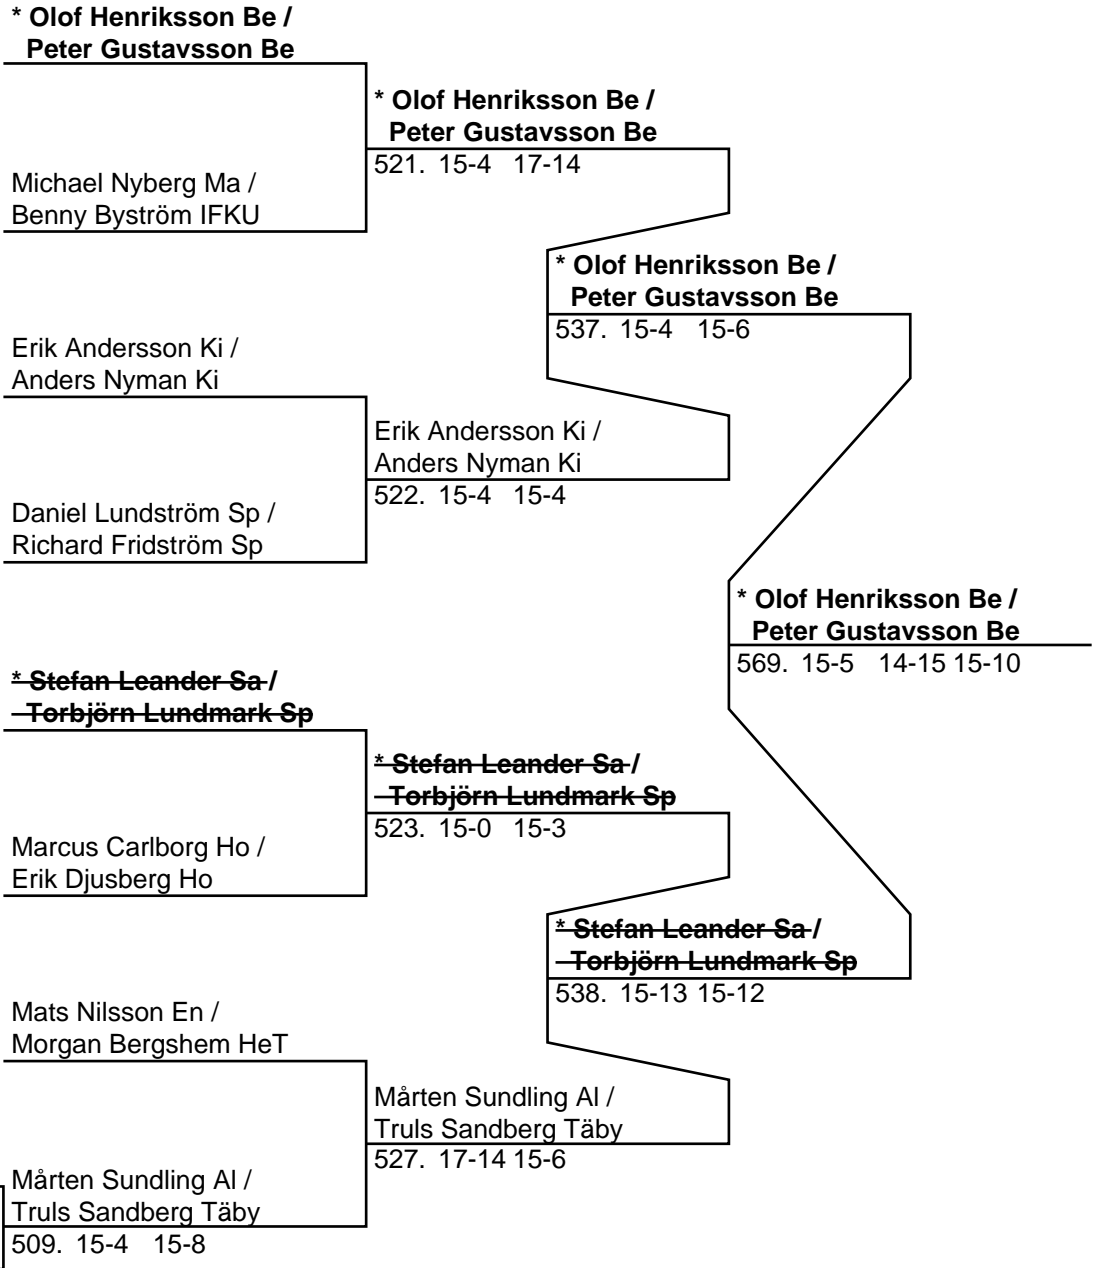 * Olof Henriksson Be /
Peter Gustavsson Be
* Olof Henriksson Be /
Peter Gustavsson Be
521. 15-4 17-14
Michael Nyberg Ma /
Benny Byström IFKU
* Olof Henriksson Be /
Peter Gustavsson Be
537. 15-4 15-6
Erik Andersson Ki /
Anders Nyman Ki
Erik Andersson Ki /
Anders Nyman Ki
522. 15-4 15-4
Daniel Lundström Sp /
Richard Fridström Sp
* Olof Henriksson Be /
Peter Gustavsson Be
569. 15-5 14-15 15-10
* Stefan Leander Sa /
Torbjörn Lundmark Sp
* Stefan Leander Sa /
Torbjörn Lundmark Sp
523. 15-0 15-3
Marcus Carlborg Ho /
Erik Djusberg Ho
* Stefan Leander Sa /
Torbjörn Lundmark Sp
538. 15-13 15-12
Mats Nilsson En /
Morgan Bergshem HeT
Mårten Sundling Al /
Truls Sandberg Täby
527. 17-14 15-6
Mårten Sundling Al /
Truls Sandberg Täby
509. 15-4 15-8